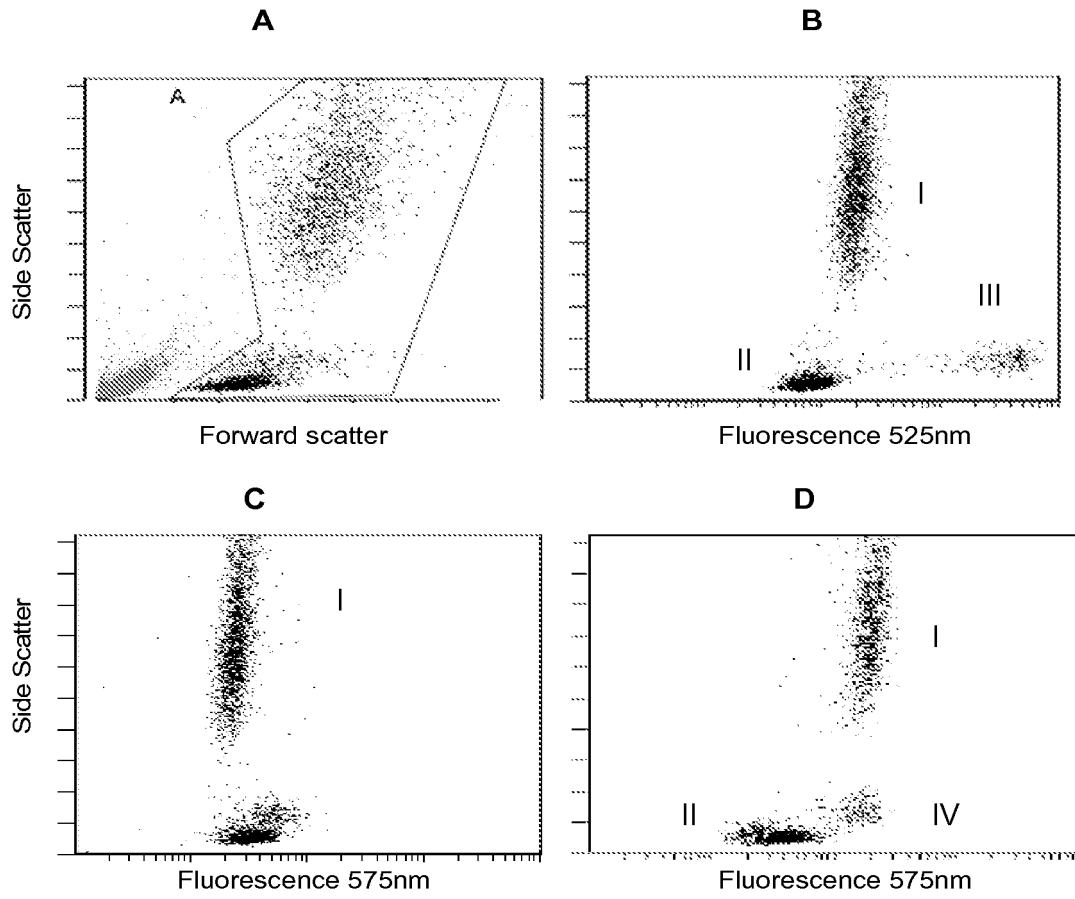 A
B
A
Side Scatter
I
III
II
Forward scatter
Fluorescence 525nm
C
D
Side Scatter
I
I
II
IV
Fluorescence 575nm
Fluorescence 575nm